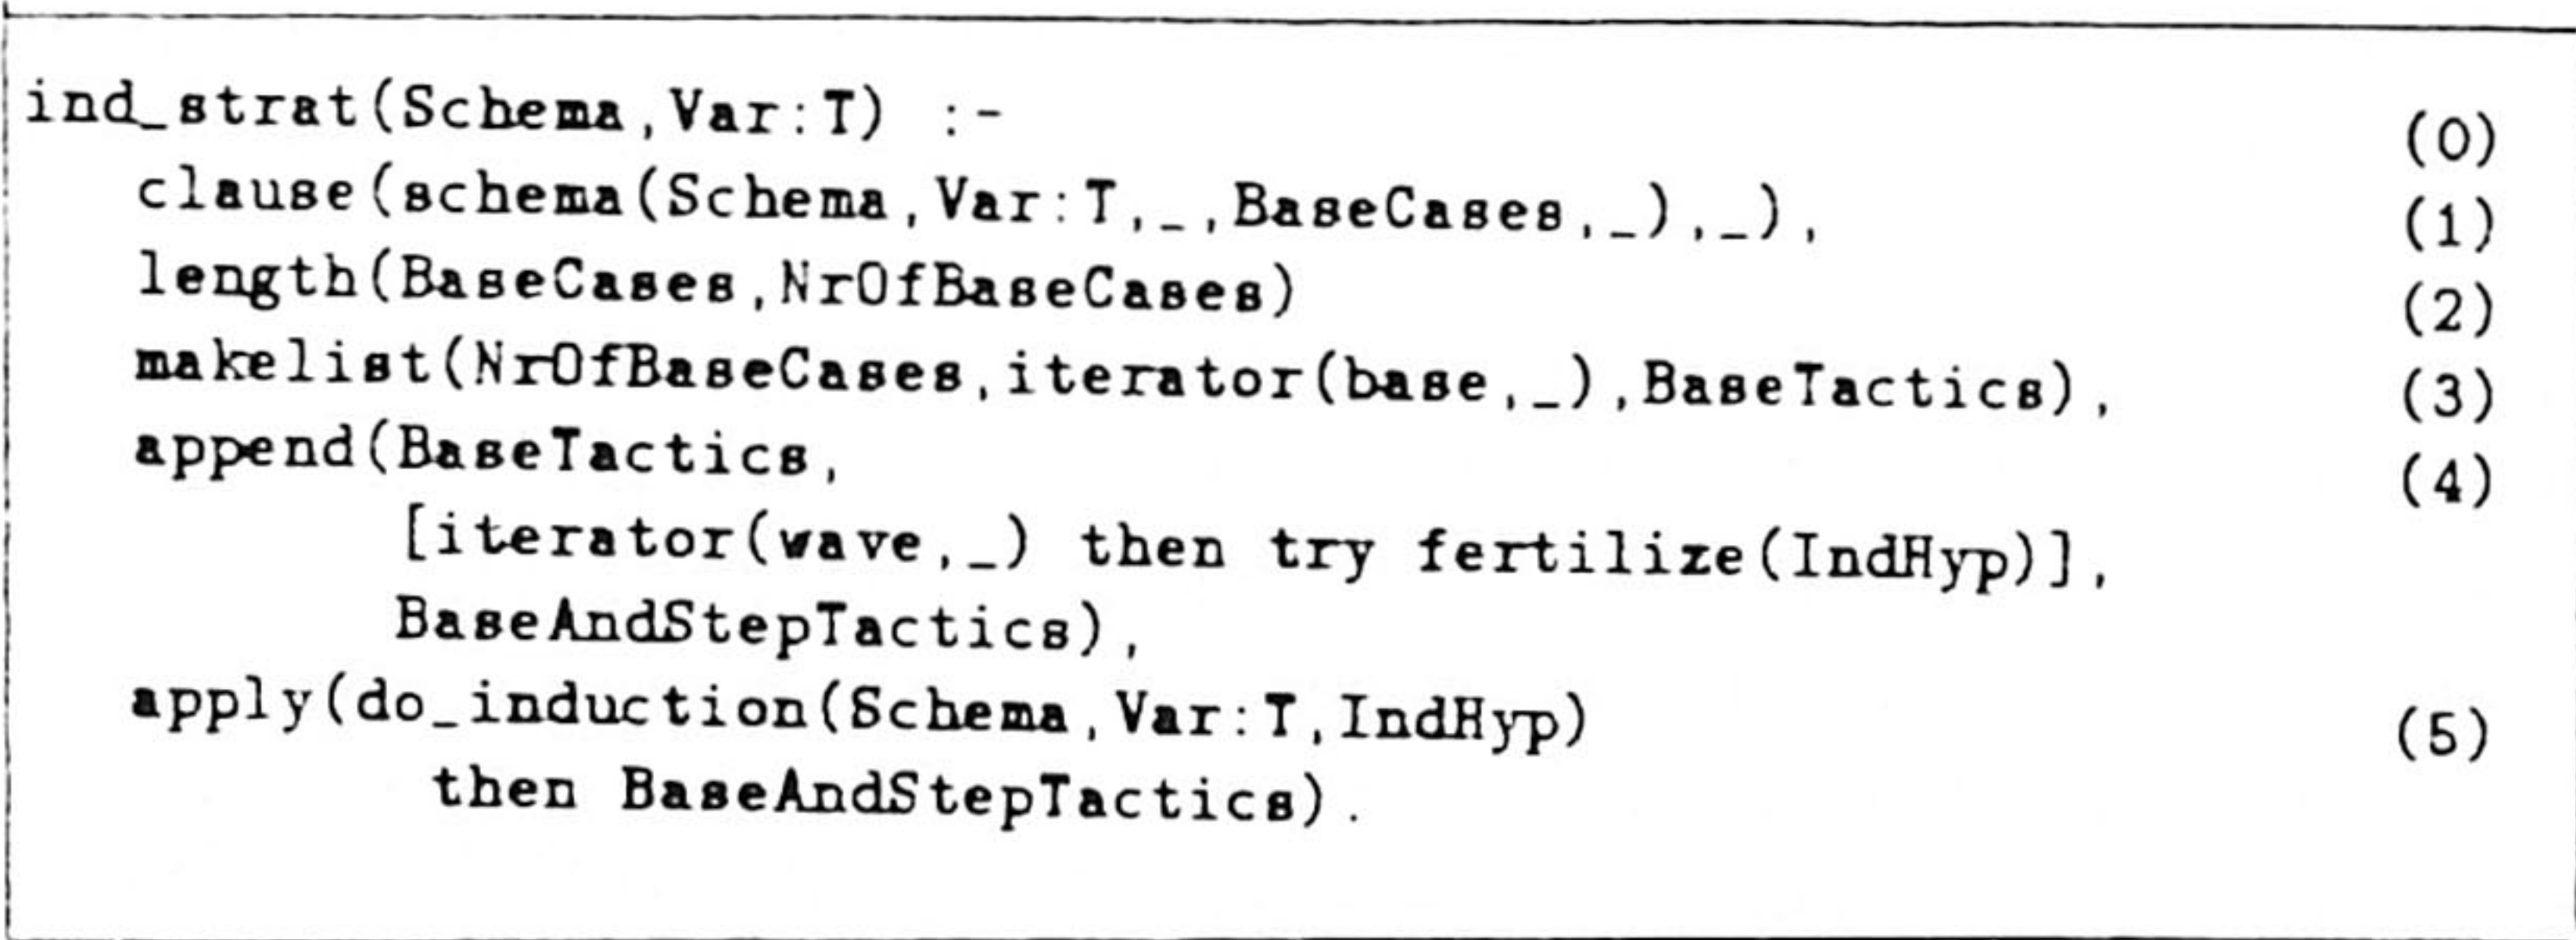 ind_strat(Schema,Var:T) :- (0)
clause(schema(Schema,Var:T,_,BaseCases,_),_), (1)
length(BaseCases,NrOfBaseCases) (2)
makelist(NrOfBaseCases,iterator(base,_),BaseTactics), (3)
append(BaseTactics, (4)
[iterator(wave,_) then try fertilize(IndHyp)],
BaseAndStepTactics),
apply(do_induction(Schema,Var:T,IndHyp) (5)
then BaseAndStepTactics).